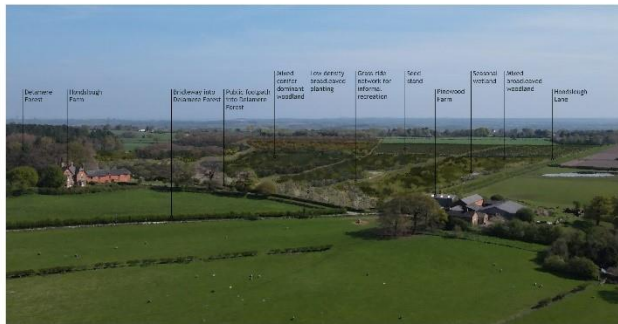 Delamere
Forest
Hondslough
Farm
Bridleway into
Delamere Forest
Public footpath
into Delamere
Forest
Mixed
conifer
dominant
woodland
Low density
broadleaved
planting
Grass ride
network for
informal
recreation
Seed
stand
Pinewood
Farm
Seasonal
wetland
Mixed
broadleaved
woodland
Hondslough
Lane